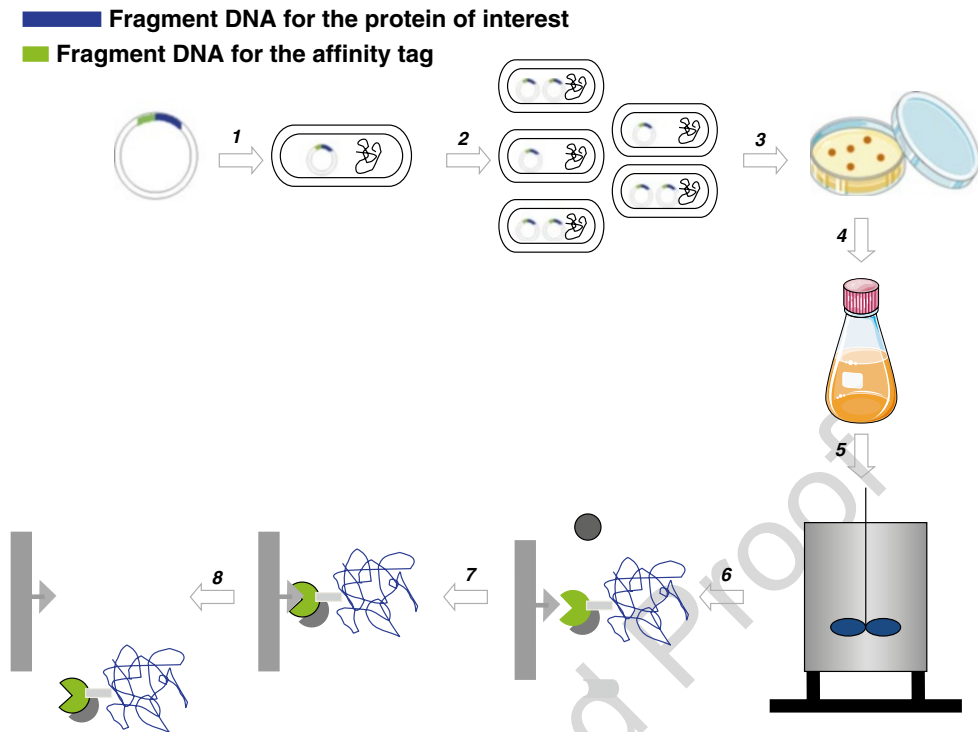 Fragment DNA for the protein of interest
Fragment DNA for the affinity tag
1
2
3
4
5
6
7
8
d Proof